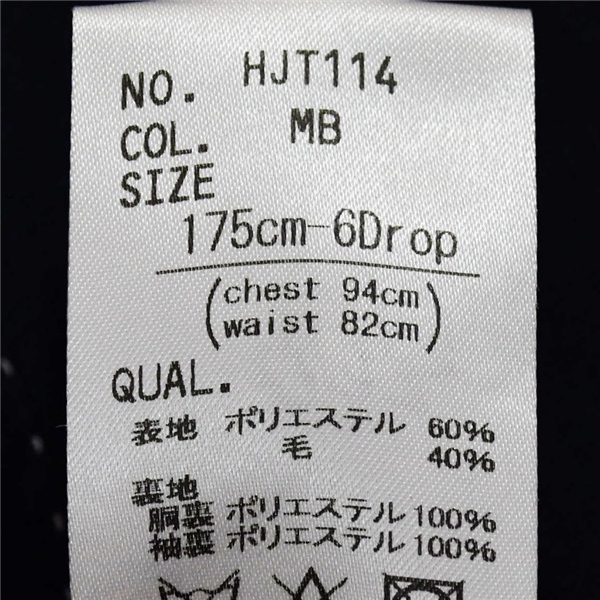 NO. HJT114
COL. MB
SIZE
175cm-6Drop
(chest 94cm
waist 82cm)
QUAL.
表地 ポリエステル 60%
毛 40%
裏地
胴裏 ポリエステル 100%
袖裏 ポリエステル 100%